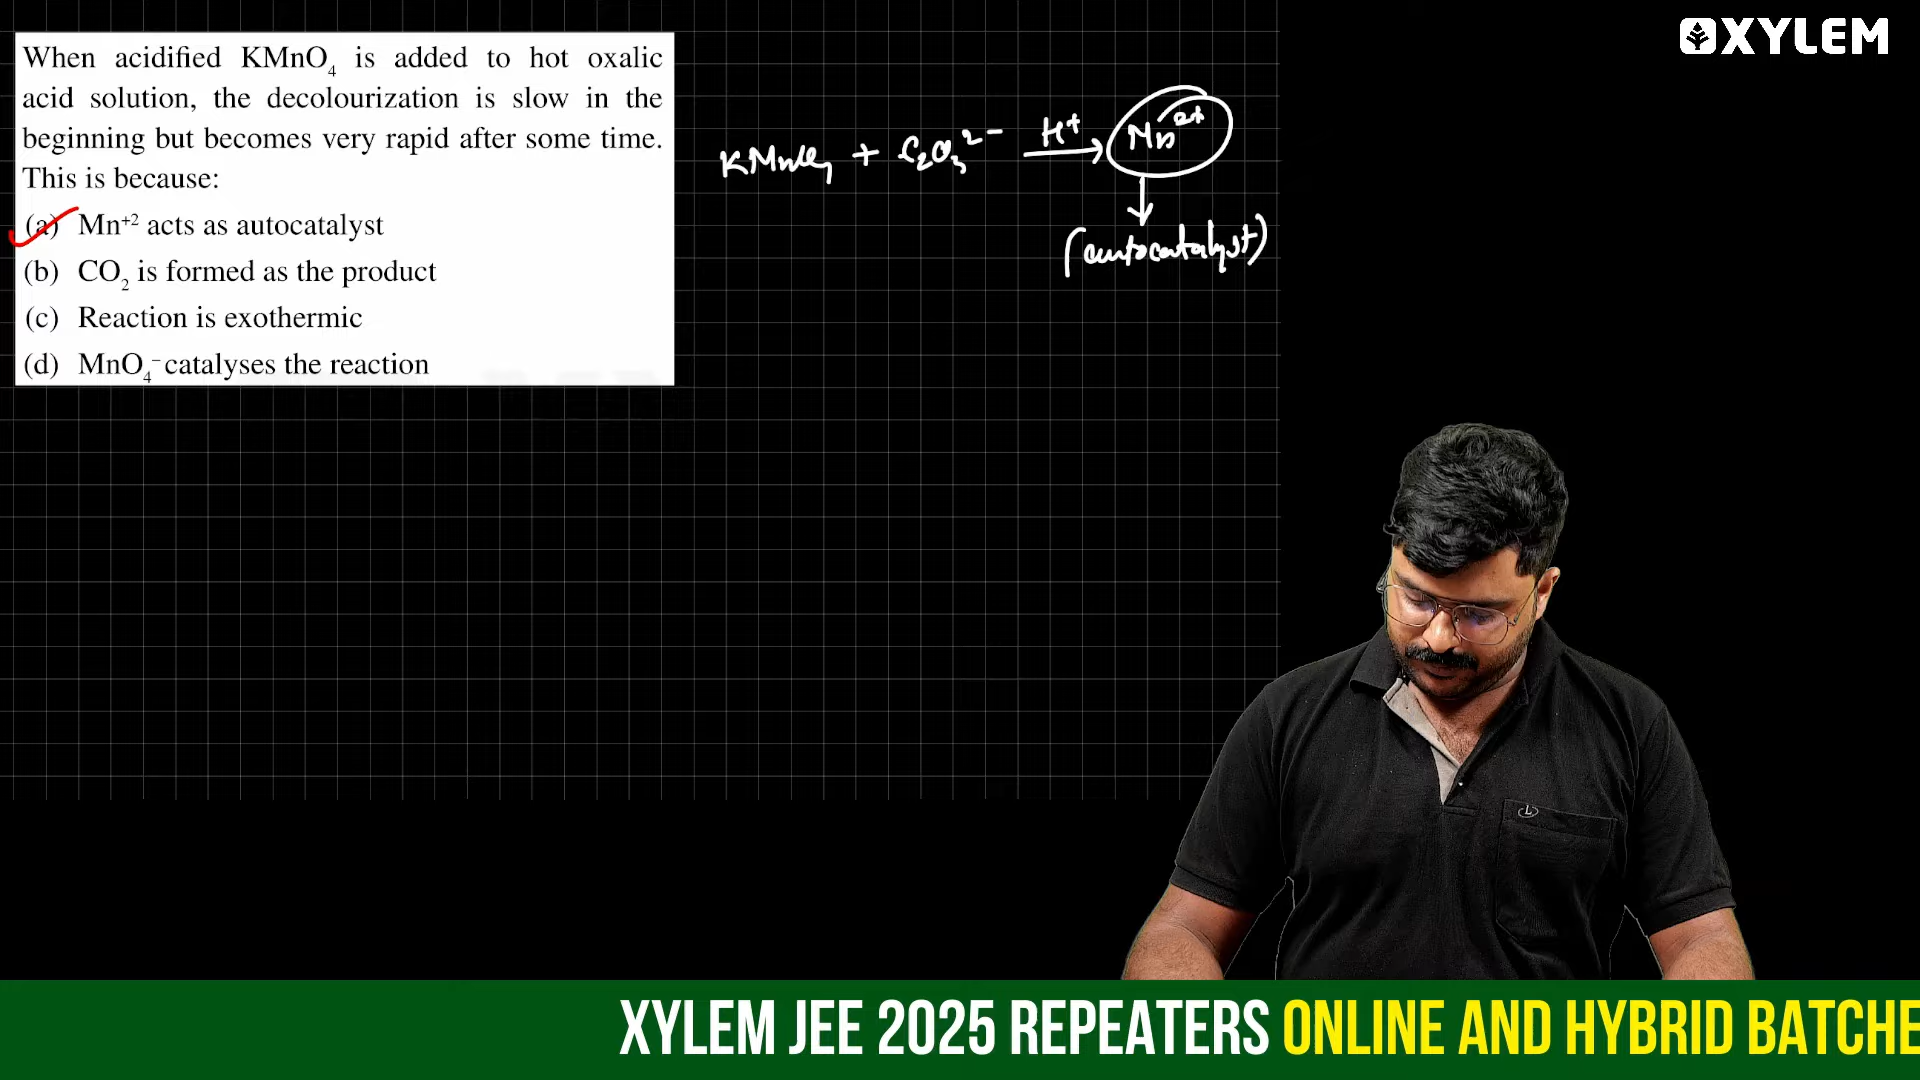 XYLEM
When acidified KMnO₄ is added to hot oxalic
acid solution, the decolourization is slow in the
beginning but becomes very rapid after some time.
This is because:
(a) Mn⁺² acts as autocatalyst
(b) CO₂ is formed as the product
(c) Reaction is exothermic
(d) MnO₄⁻ catalyses the reaction
KMnO₄ + C₂O₃²⁻ H⁺ → Mn²⁺
(autocatalyst)
XYLEM JEE 2025 REPEATERS ONLINE AND HYBRID BATCHE